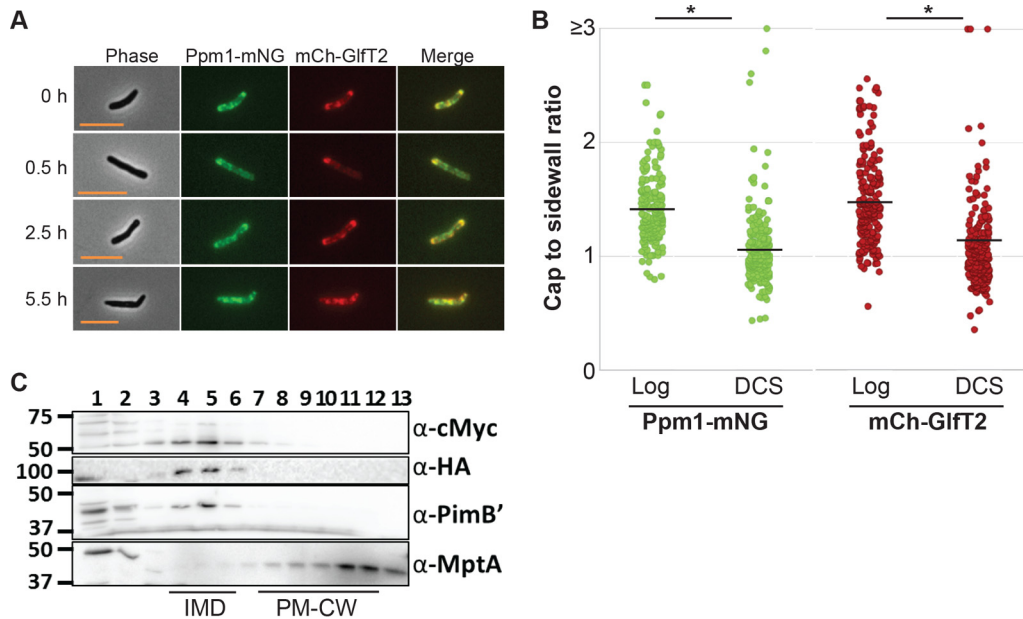 A
Phase Ppm1-mNG mCh-GlfT2 Merge
0 h
0.5 h
2.5 h
5.5 h
B
Cap to sidewall ratio
≥3
2
1
0
*
*
Log DCS Log DCS
Ppm1-mNG mCh-GlfT2
C
1 2 3 4 5 6 7 8 9 10 11 12 13
75
50
α-cMyc
100
α-HA
50
37
α-PimB’
50
37
α-MptA
IMD PM-CW